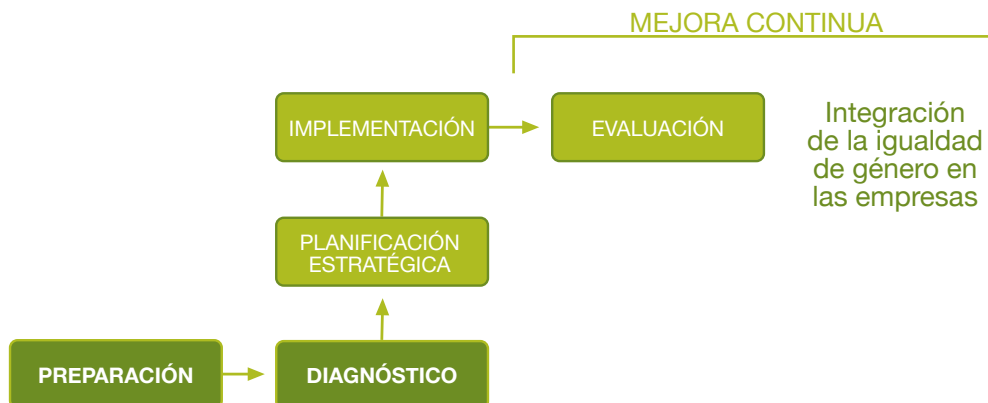 MEJORA CONTINUA
IMPLEMENTACIÓN
EVALUACIÓN
Integración
de la igualdad
de género en
las empresas
PLANIFICACIÓN
ESTRATÉGICA
PREPARACIÓN
DIAGNÓSTICO